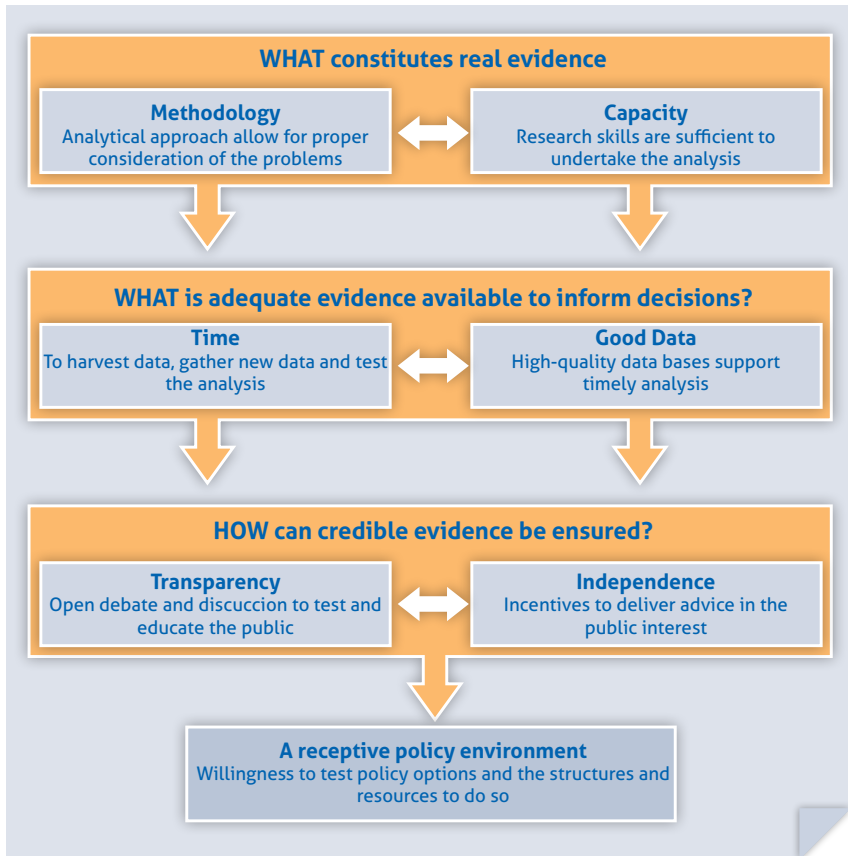 WHAT constitutes real evidence
Methodology
Analytical approach allow for proper
consideration of the problems
Capacity
Research skills are sufficient to
undertake the analysis
WHAT is adequate evidence available to inform decisions?
Time
To harvest data, gather new data and test
the analysis
Good Data
High-quality data bases support
timely analysis
HOW can credible evidence be ensured?
Transparency
Open debate and discuccion to test and
educate the public
Independence
Incentives to deliver advice in the
public interest
A receptive policy environment
Willingness to test policy options and the structures and
resources to do so